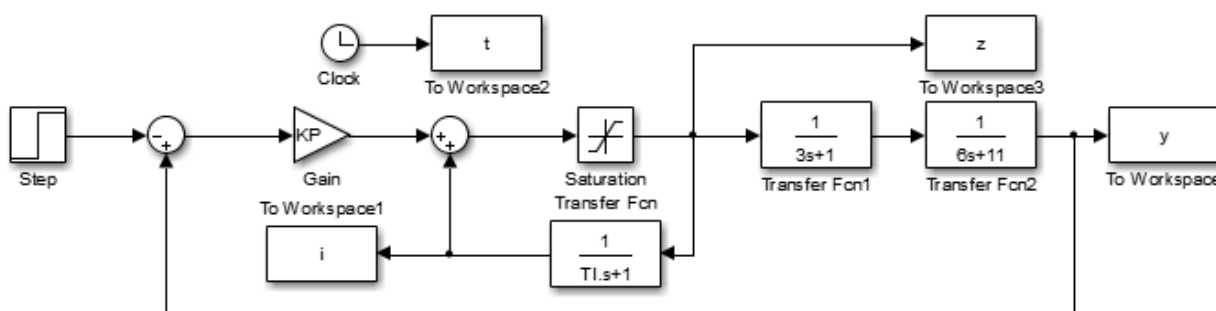 t
z
Clock
To Workspace2
To Workspace3
KP
1
3s+1
1
6s+11
y
Step
Gain
Saturation
Transfer Fcn1
Transfer Fcn2
To Workspace
To Workspace1
Transfer Fcn
i
1
TI.s+1